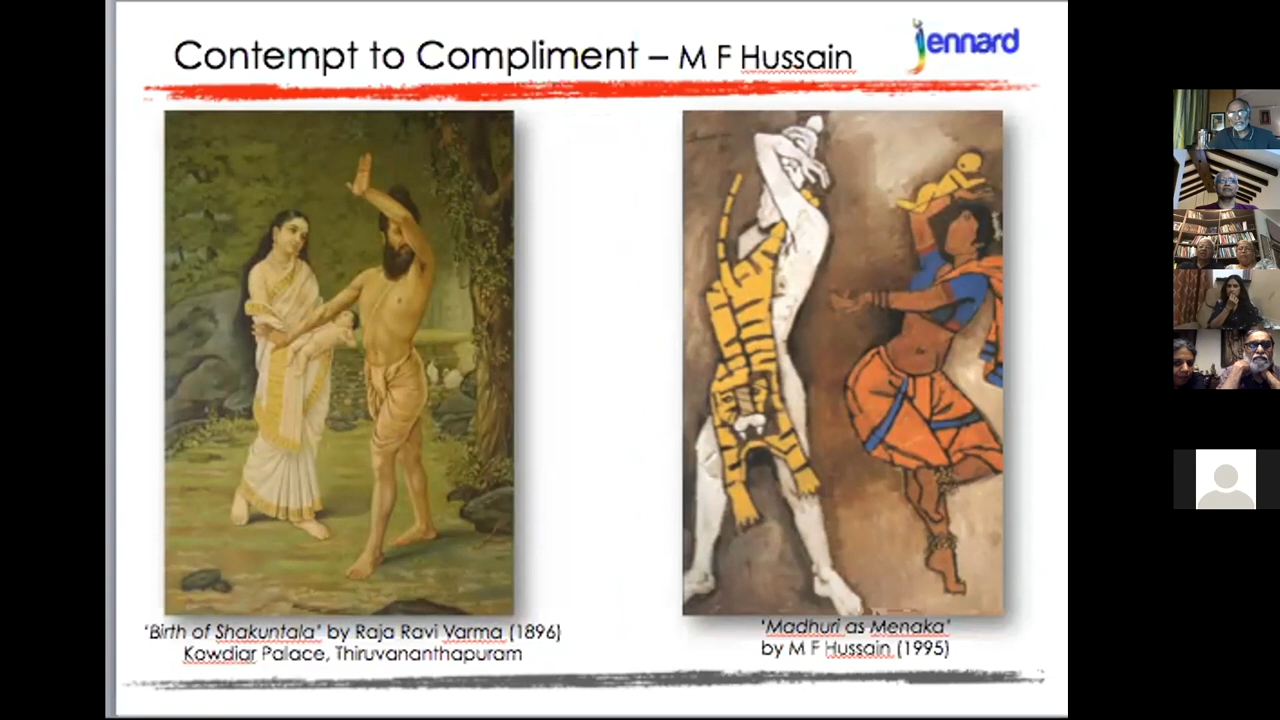 Contempt to Compliment – M F Hussain
jennard
'Birth of Shakuntala' by Raja Ravi Varma (1896)
Kowdiar Palace, Thiruvananthapuram
'Madhuri as Menaka'
by M F Hussain (1995)